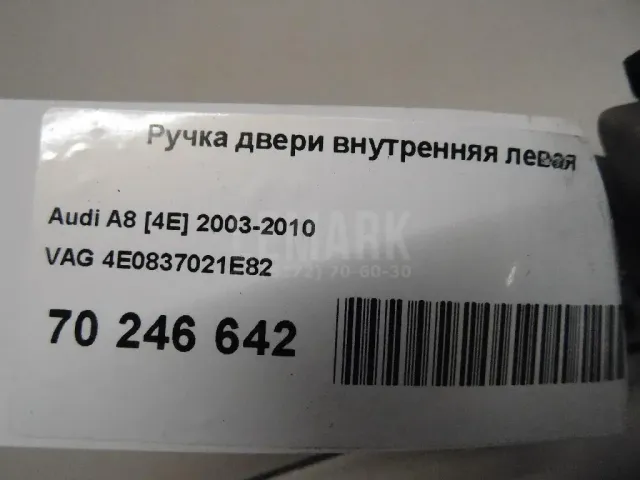 Ручка двери внутренняя левая
Audi A8 [4E] 2003-2010
VAG 4E0837021E82
70 246 642